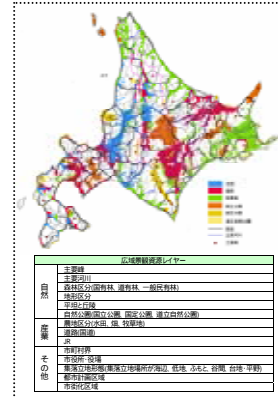 広域景観資源レイヤー
自然
主要峰
主要河川
森林区分(国有林, 道有林, 一般民有林)
地形区分
平坦と丘陵
自然公園(国立公園, 国定公園, 道立自然公園)
産業
農地区分(水田, 畑, 牧草地)
道路(国道)
JR
その他
市町村界
市役所・役場
集落立地形態(集落立地場所が海辺, 低地, ふもと, 谷間, 台地・平野)
都市計画区域
市街化区域